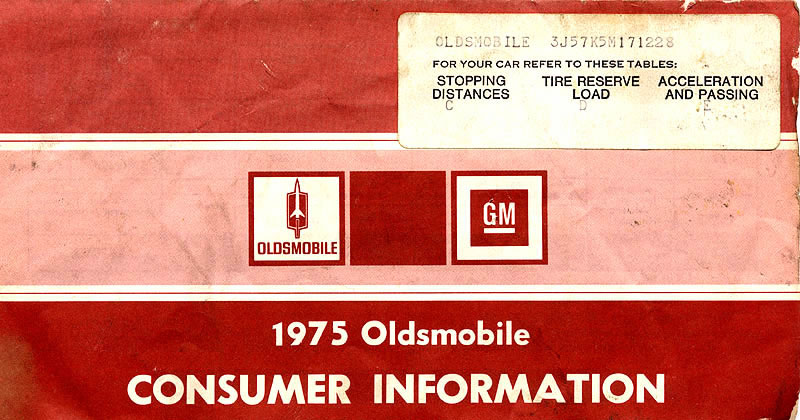 OLDSMOBILE 3J57K5M171228
FOR YOUR CAR REFER TO THESE TABLES:
STOPPING DISTANCES TIRE RESERVE LOAD ACCELERATION AND PASSING
C D E
OLDSMOBILE
GM
1975 Oldsmobile
CONSUMER INFORMATION